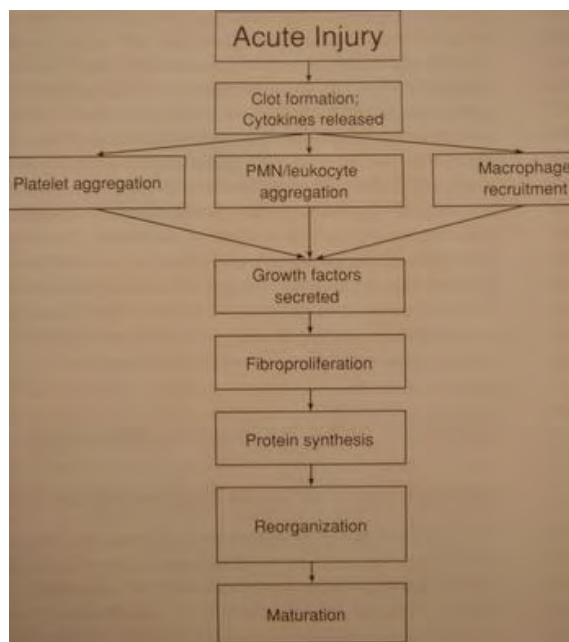 Acute Injury
Clot formation;
Cytokines released
Platelet aggregation
PMN/leukocyte
aggregation
Macrophage
recruitment
Growth factors
secreted
Fibroproliferation
Protein synthesis
Reorganization
Maturation